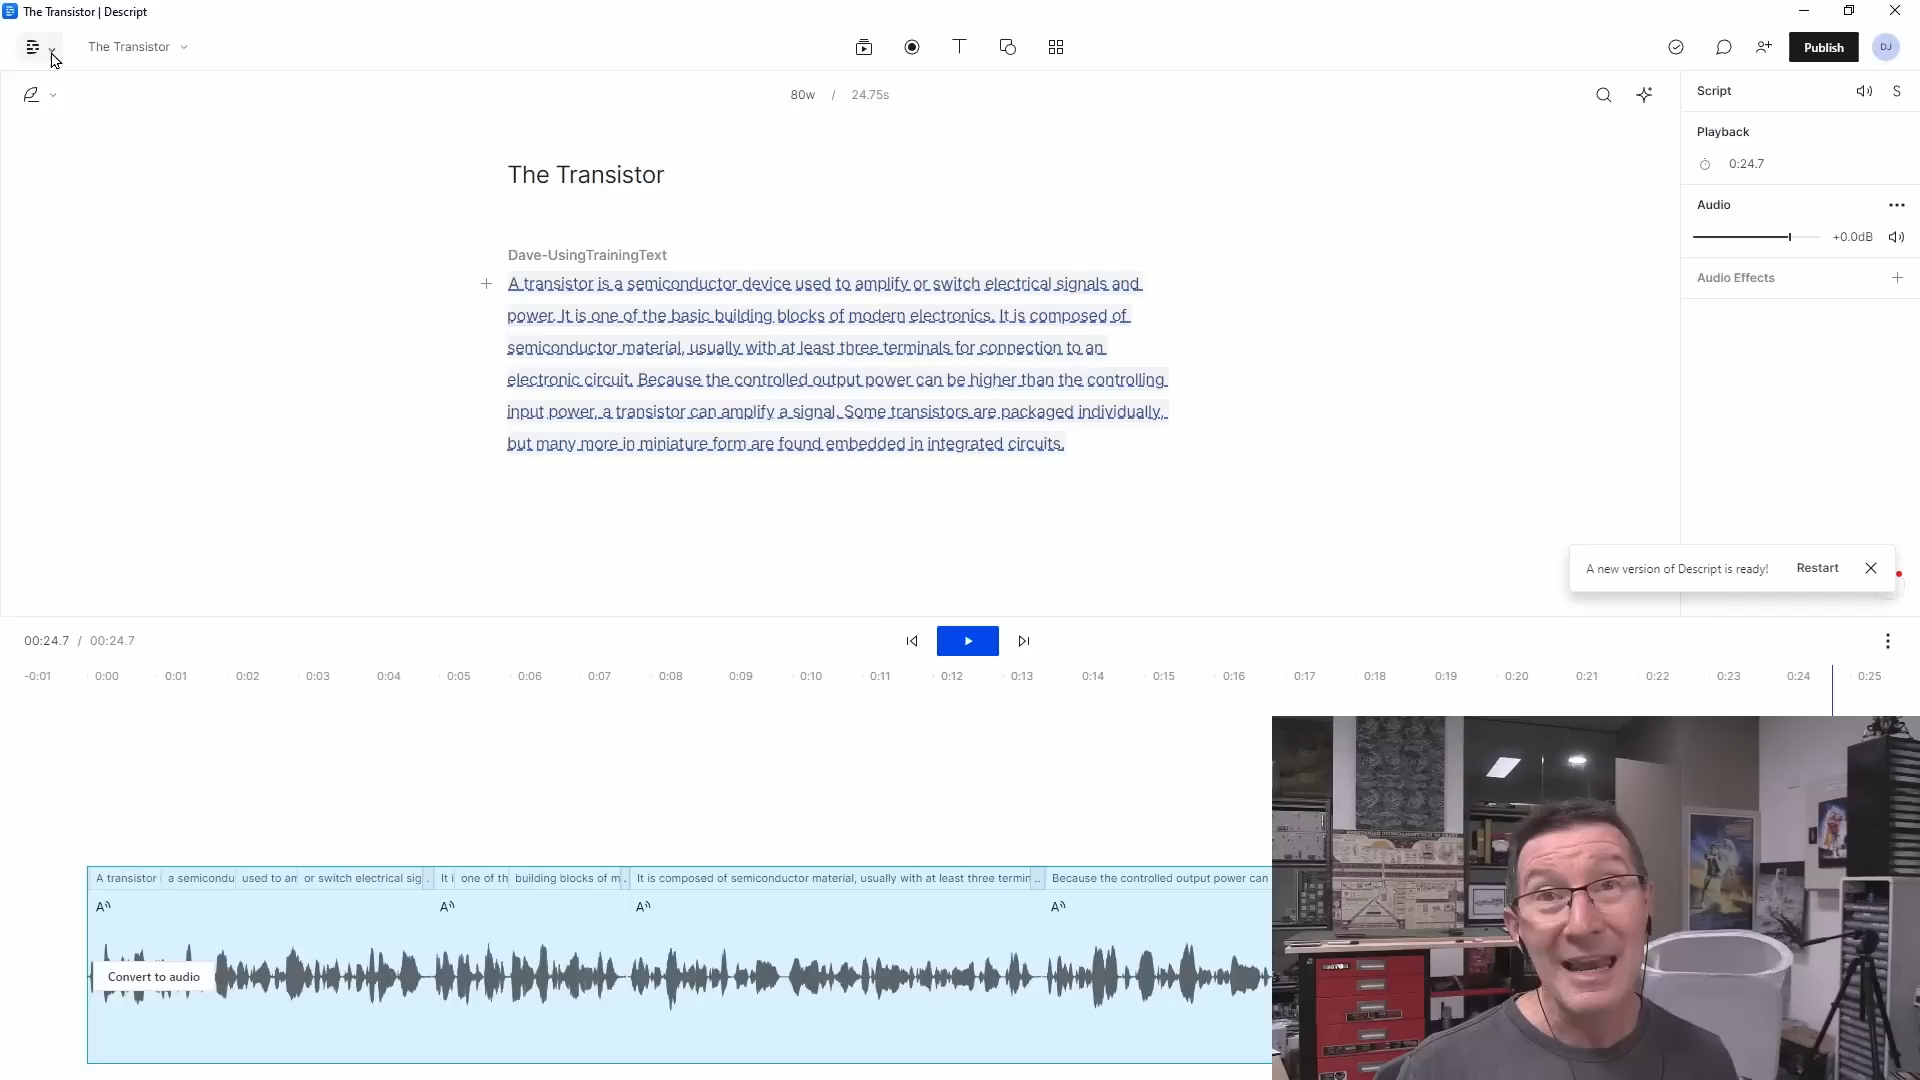 The Transistor | Descript
The Transistor
Publish
DJ
80w / 24.75s
Script
S
Playback
0:24.7
Audio
+0.0dB
Audio Effects
The Transistor
Dave-UsingTrainingText
A transistor is a semiconductor device used to amplify or switch electrical signals and
power. It is one of the basic building blocks of modern electronics. It is composed of
semiconductor material, usually with at least three terminals for connection to an
electronic circuit. Because the controlled output power can be higher than the controlling
input power, a transistor can amplify a signal. Some transistors are packaged individually,
but many more in miniature form are found embedded in integrated circuits.
A new version of Descript is ready! Restart
00:24.7 / 00:24.7
-0:01 0:00 0:01 0:02 0:03 0:04 0:05 0:06 0:07 0:08 0:09 0:10 0:11 0:12 0:13 0:14 0:15 0:16 0:17 0:18 0:19 0:20 0:21 0:22 0:23 0:24 0:25
A transistor a semicondu used to am or switch electrical sig .. It i one of th building blocks of m .. It is composed of semiconductor material, usually with at least three termin .. Because the controlled output power can
Convert to audio